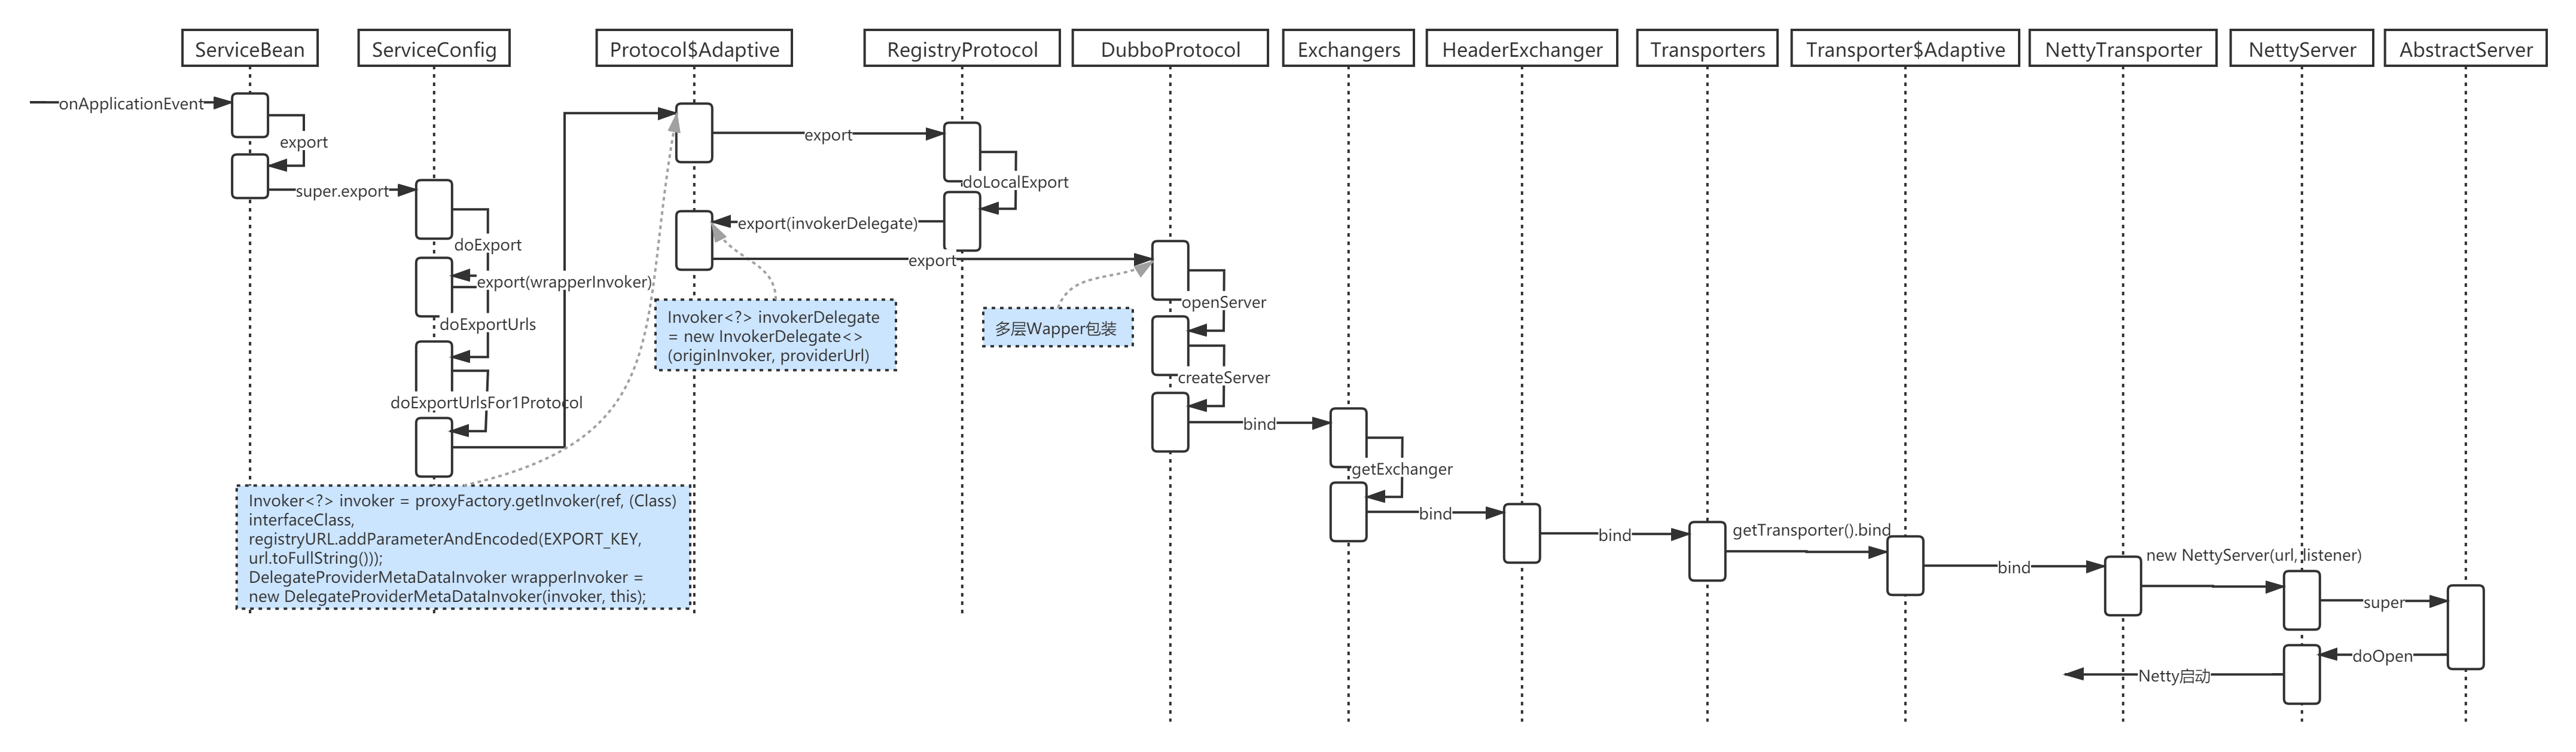 ServiceBean
ServiceConfig
Protocol$Adaptive
RegistryProtocol
DubboProtocol
Exchangers
HeaderExchanger
Transporters
Transporter$Adaptive
NettyTransporter
NettyServer
AbstractServer
onApplicationEvent
export
super.export
doExport
export(wrapperInvoker)
doExportUrls
doExportUrlsFor1Protocol
export
doLocalExport
export(invokerDelegate)
export
Invoker<?> invokerDelegate
= new InvokerDelegate<>
(originInvoker, providerUrl)
多层Wapper包装
openServer
createServer
bind
getExchanger
bind
bind
getTransporter().bind
bind
new NettyServer(url, listener)
super
doOpen
Netty启动
Invoker<?> invoker = proxyFactory.getInvoker(ref, (Class)
interfaceClass,
registryURL.addParameterAndEncoded(EXPORT_KEY,
url.toFullString()));
DelegateProviderMetaDataInvoker wrapperInvoker =
new DelegateProviderMetaDataInvoker(invoker, this);